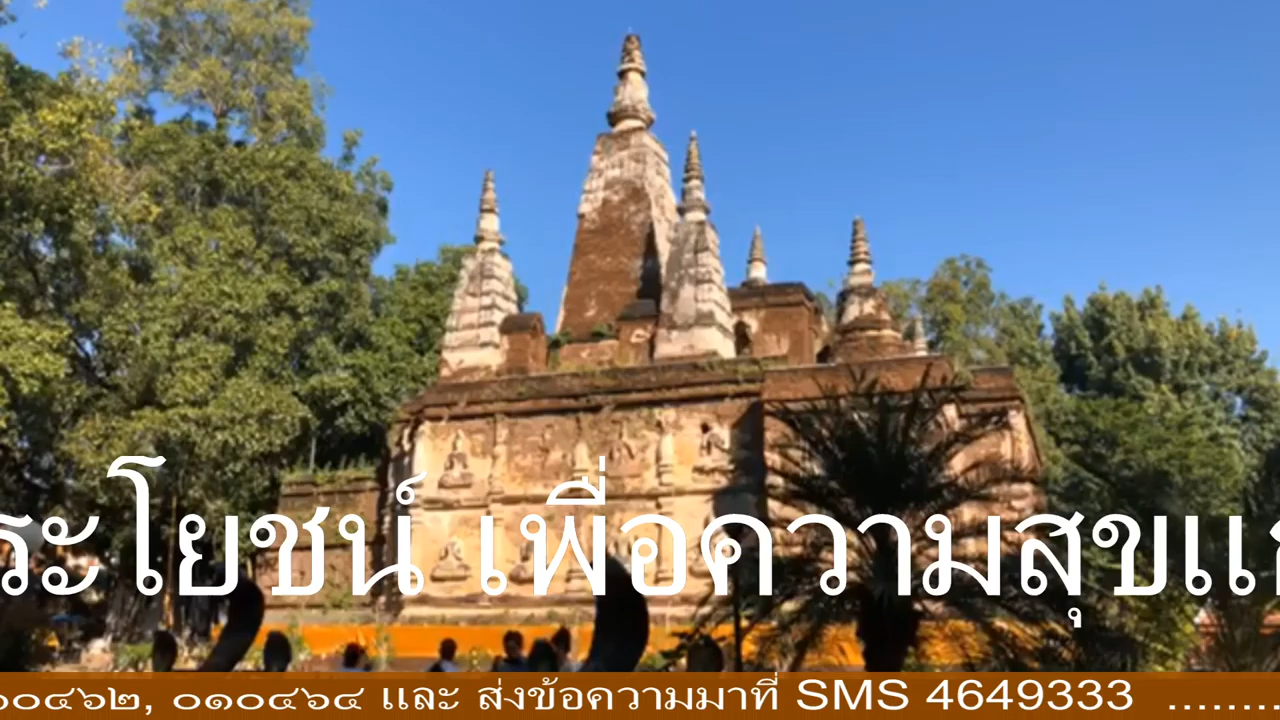 ระโยชน์ เพื่อความสุขแก
๑๐๔๖๒, ๐๑๐๔๖๔ และ ส่งข้อความมาที่ SMS 4649333 .........